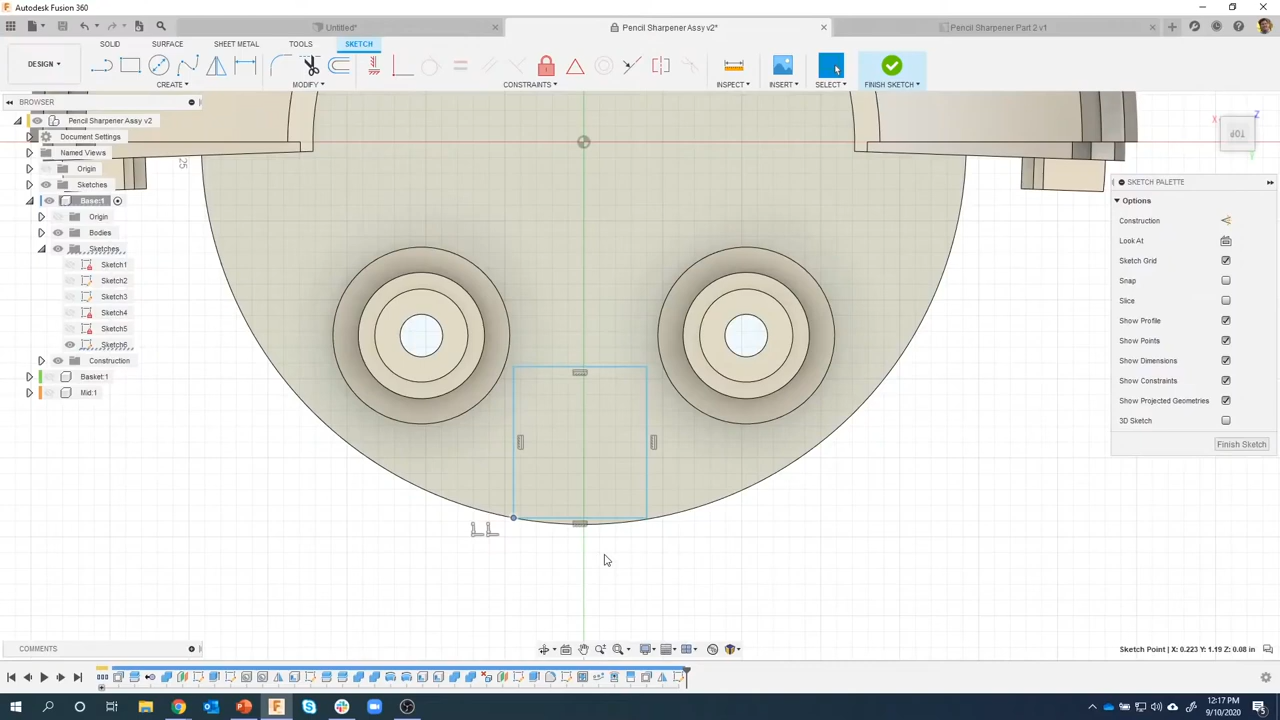 Autodesk Fusion 360
Untitled*
Pencil Sharpener Assy v2*
Pencil Sharpener Part 2 v1
SOLID
SURFACE
SHEET METAL
TOOLS
SKETCH
DESIGN
CREATE
MODIFY
CONSTRAINTS
INSPECT
INSERT
SELECT
FINISH SKETCH
BROWSER
Pencil Sharpener Assy v2
Document Settings
Named Views
Origin
Sketches
Base:1
Origin
Bodies
Sketches
Sketch1
Sketch2
Sketch3
Sketch4
Sketch5
Sketch6
Construction
Basket:1
Mid:1
25
X
Z
TOP
SKETCH PALETTE
Options
Construction
Look At
Sketch Grid
Snap
Slice
Show Profile
Show Points
Show Dimensions
Show Constraints
Show Projected Geometries
3D Sketch
Finish Sketch
COMMENTS
Sketch Point | X: 0.223 Y: 1.19 Z: 0.08 in
12:17 PM
9/10/2020
5